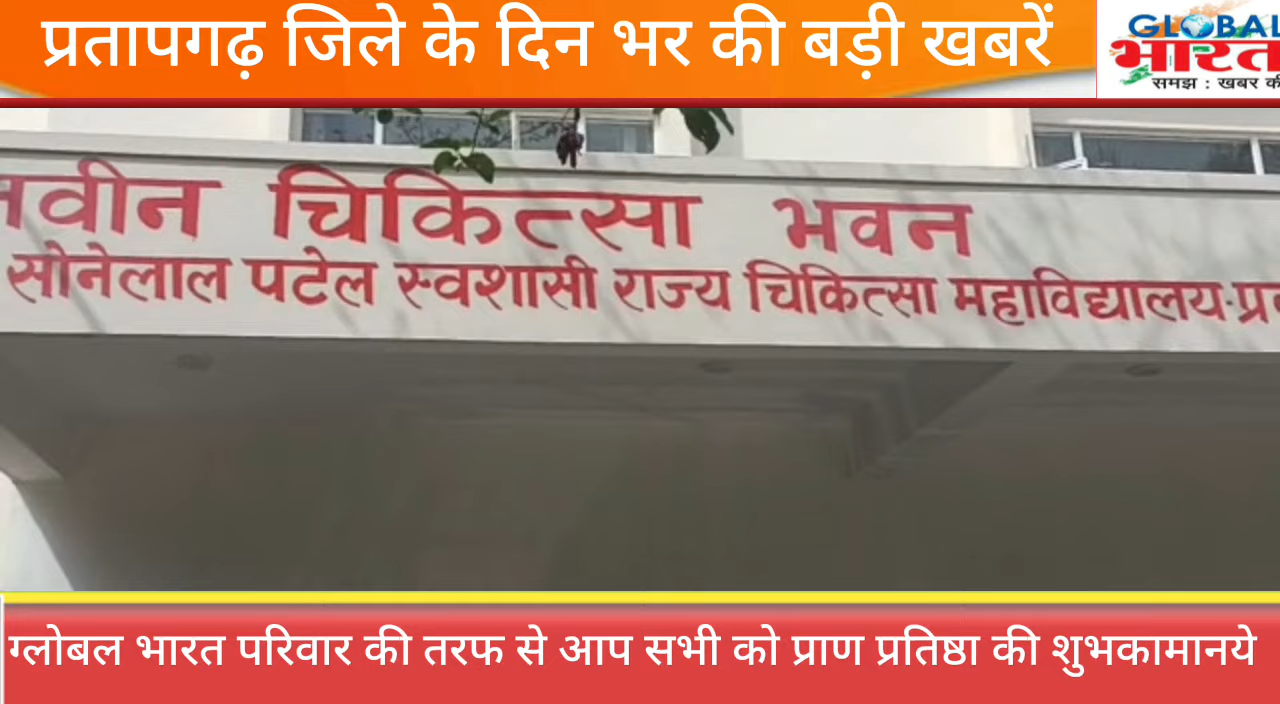 प्रतापगढ़ जिले के दिन भर की बड़ी खबरें
GLOBAL
भारत
समझ : खबर की
नवीन चिकित्सा भवन
सोनेलाल पटेल स्वशासी राज्य चिकित्सा महाविद्यालय-प्र
ग्लोबल भारत परिवार की तरफ से आप सभी को प्राण प्रतिष्ठा की शुभकामानये